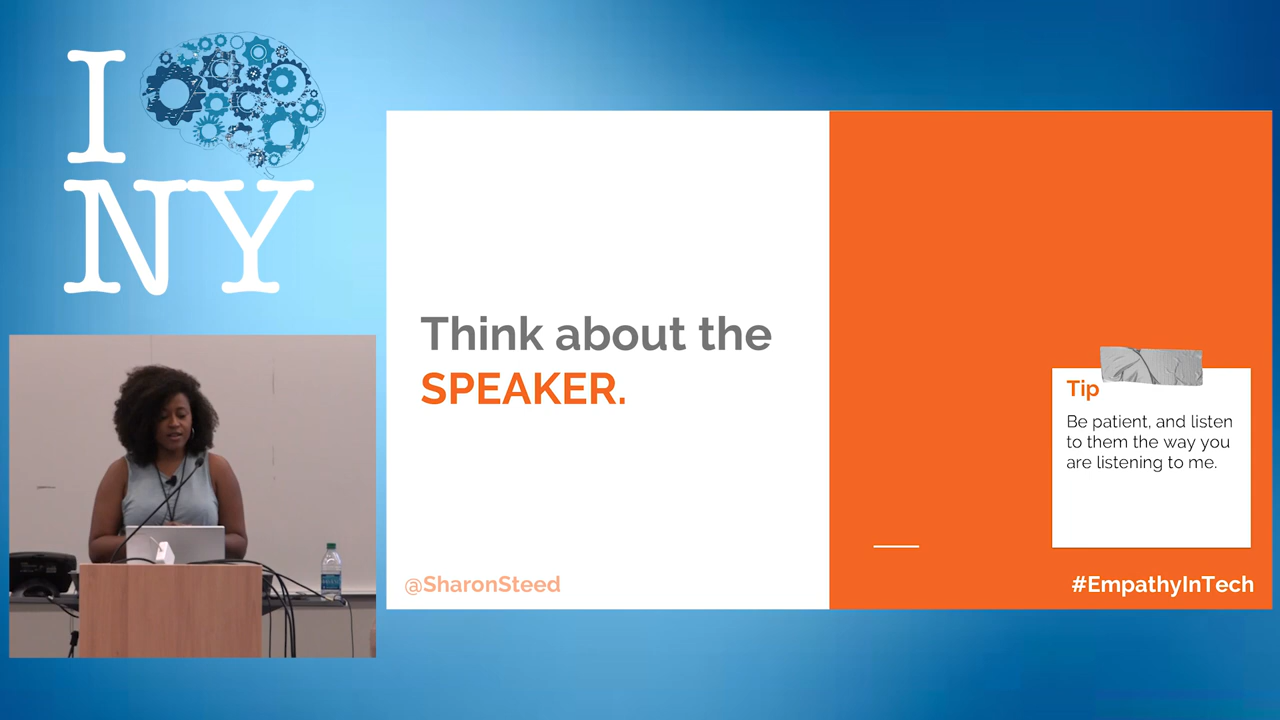 I
NY
Think about the
SPEAKER.
Tip
Be patient, and listen
to them the way you
are listening to me.
@SharonSteed
#EmpathyInTech